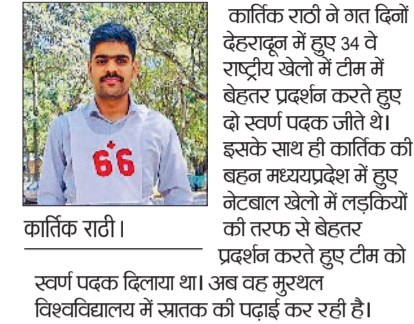 कार्तिक राठी ने गत दिनों
देहरादून में हुए 34 वे
राष्ट्रीय खेलो में टीम में
बेहतर प्रदर्शन करते हुए
दो स्वर्ण पदक जीते थे।
इसके साथ ही कार्तिक की
बहन मध्ययप्रदेश में हुए
नेटबाल खेलो में लड़कियों
की तरफ से बेहतर
प्रदर्शन करते हुए टीम को
स्वर्ण पदक दिलाया था। अब वह मुरथल
विश्वविद्यालय में स्नातक की पढ़ाई कर रही है।
66
कार्तिक राठी।